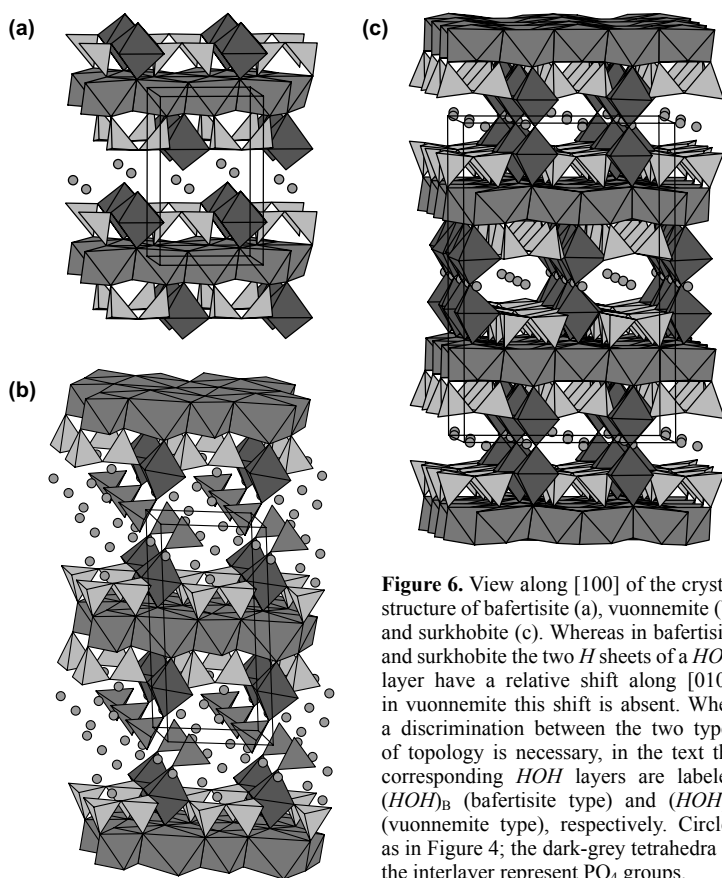 (a)
(c)
(b)
Figure 6. View along [100] of the cryst
structure of bafertisite (a), vuonnemite (
and surkhobite (c). Whereas in bafertisi
and surkhobite the two H sheets of a HO
layer have a relative shift along [010
in vuonnemite this shift is absent. Whe
a discrimination between the two type
of topology is necessary, in the text th
corresponding HOH layers are labele
(HOH)B (bafertisite type) and (HOH
(vuonnemite type), respectively. Circle
as in Figure 4; the dark-grey tetrahedra
the interlayer represent PO4 groups.